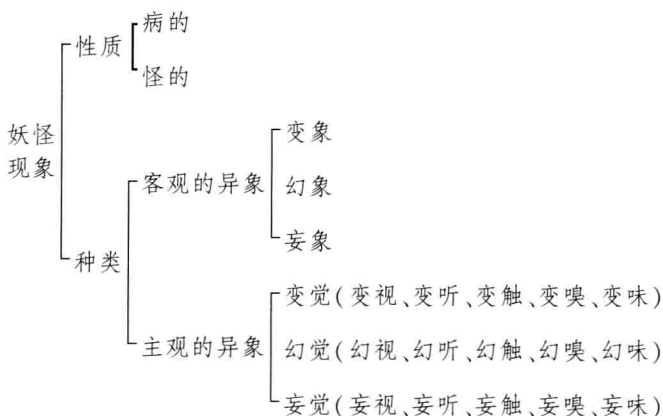 病的
性质
怪的
妖怪
现象
变象
客观的异象
幻象
妄象
种类
变觉(变视、变听、变触、变嗅、变味)
主观的异象
幻觉(幻视、幻听、幻触、幻嗅、幻味)
妄觉(妄视、妄听、妄触、妄嗅、妄味)